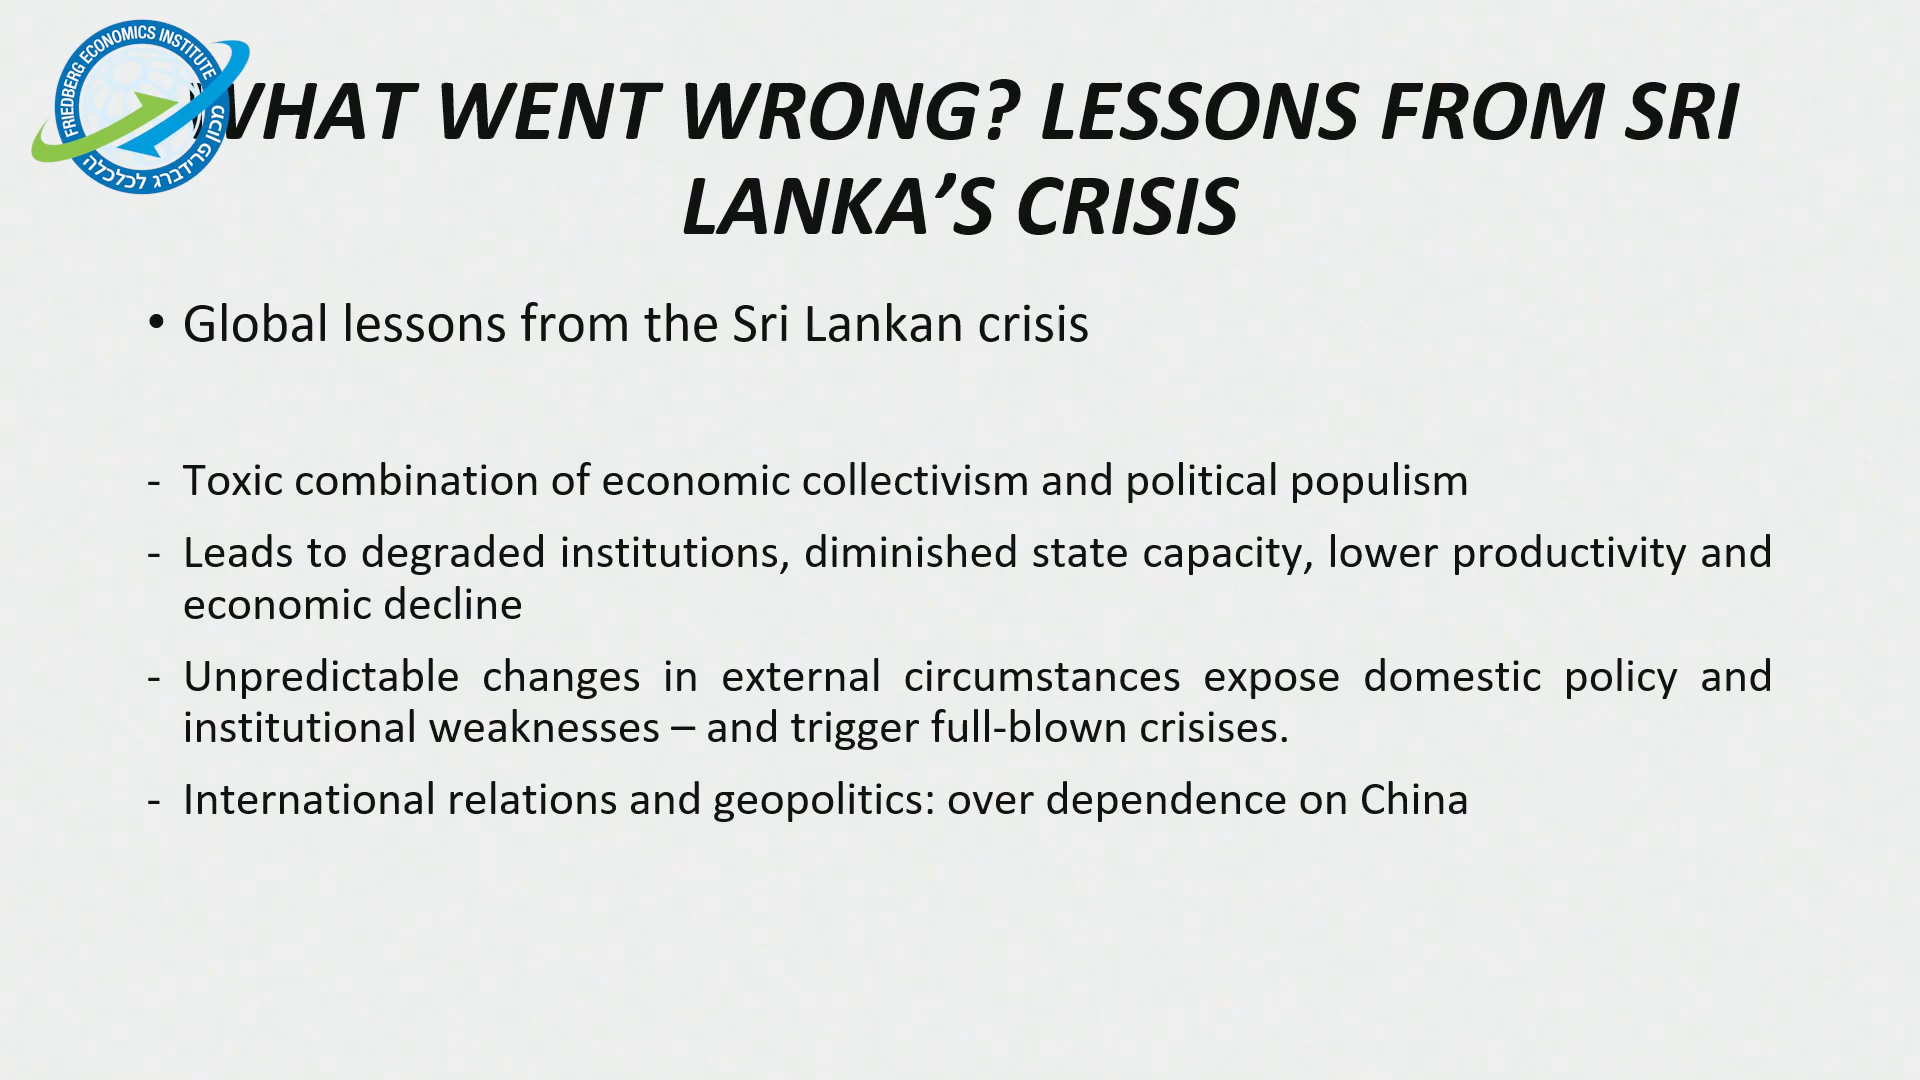 FRIEDBERG ECONOMICS INSTITUTE
מכון פרידברג לכלכלה
WHAT WENT WRONG? LESSONS FROM SRI
LANKA’S CRISIS
• Global lessons from the Sri Lankan crisis
- Toxic combination of economic collectivism and political populism
- Leads to degraded institutions, diminished state capacity, lower productivity and
economic decline
- Unpredictable changes in external circumstances expose domestic policy and
institutional weaknesses – and trigger full-blown crisises.
- International relations and geopolitics: over dependence on China